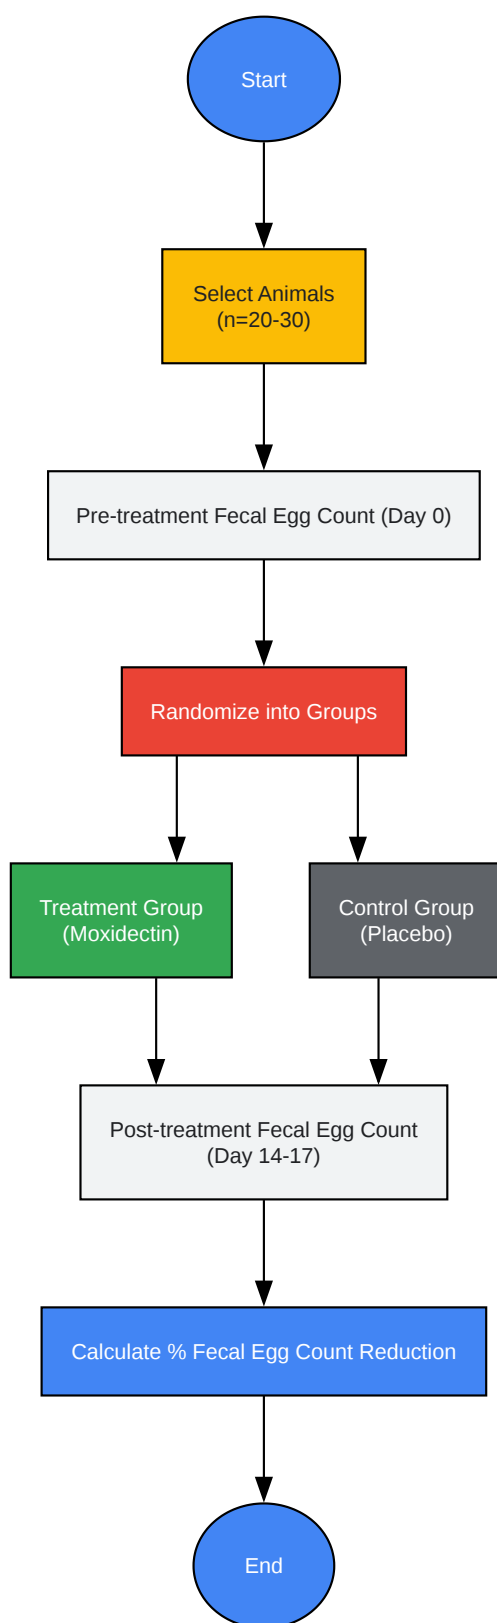 Start
Select Animals
(n=20-30)
Pre-treatment Fecal Egg Count (Day 0)
Randomize into Groups
Treatment Group
(Moxidectin)
Control Group
(Placebo)
Post-treatment Fecal Egg Count
(Day 14-17)
Calculate % Fecal Egg Count Reduction
End